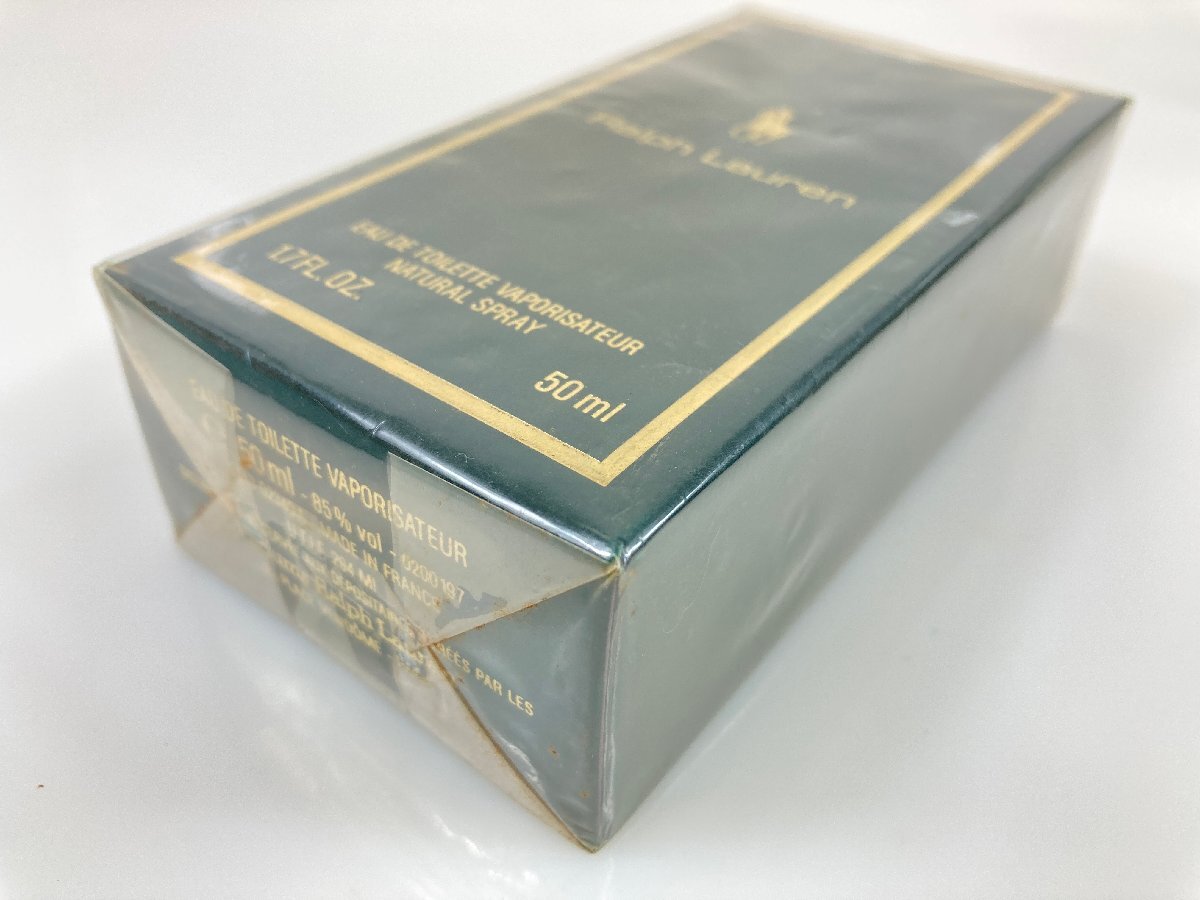 Ralph Lauren
EAU DE TOILETTE VAPORISATEUR
NATURAL SPRAY
1.7FL. OZ.
50 ml
EAU DE TOILETTE VAPORISATEUR
50 ml - 85% vol - 0200197
MADE IN FRANCE
PAR LES